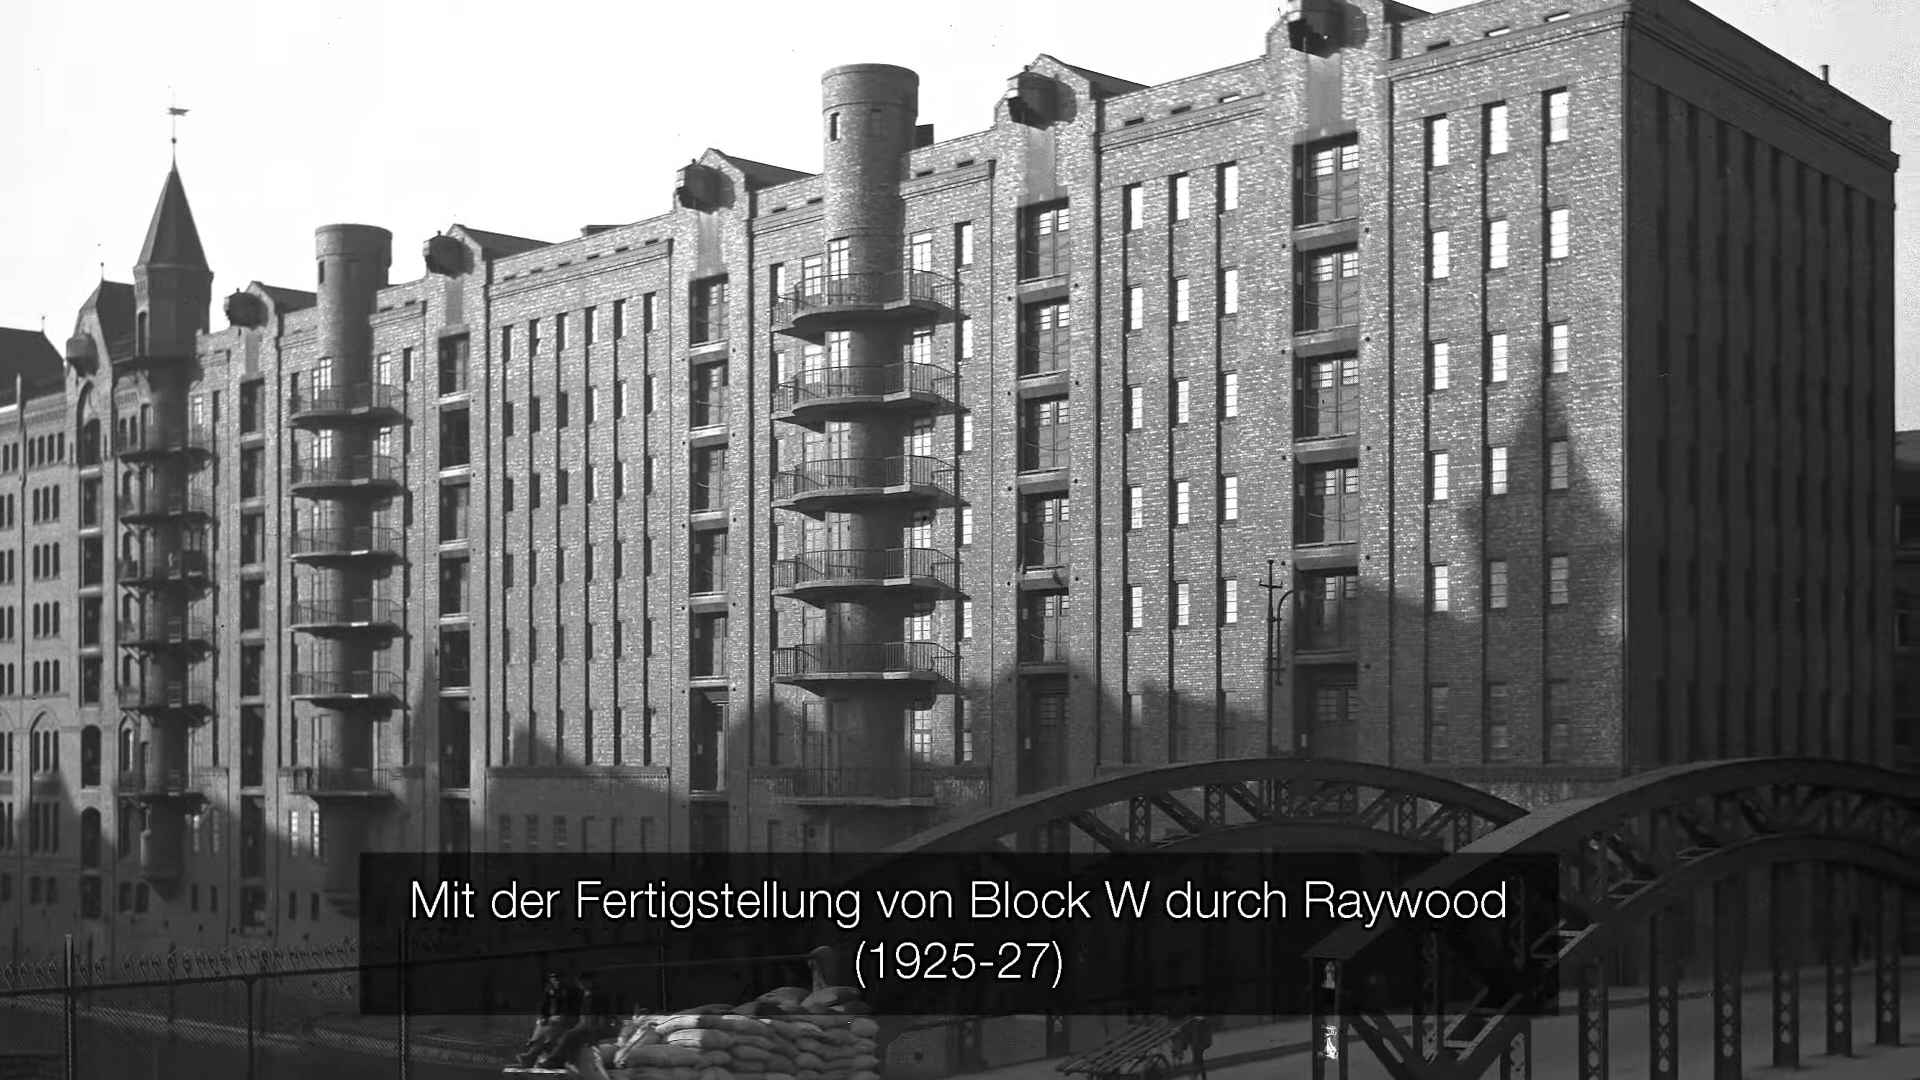 Mit der Fertigstellung von Block W durch Raywood
(1925-27)